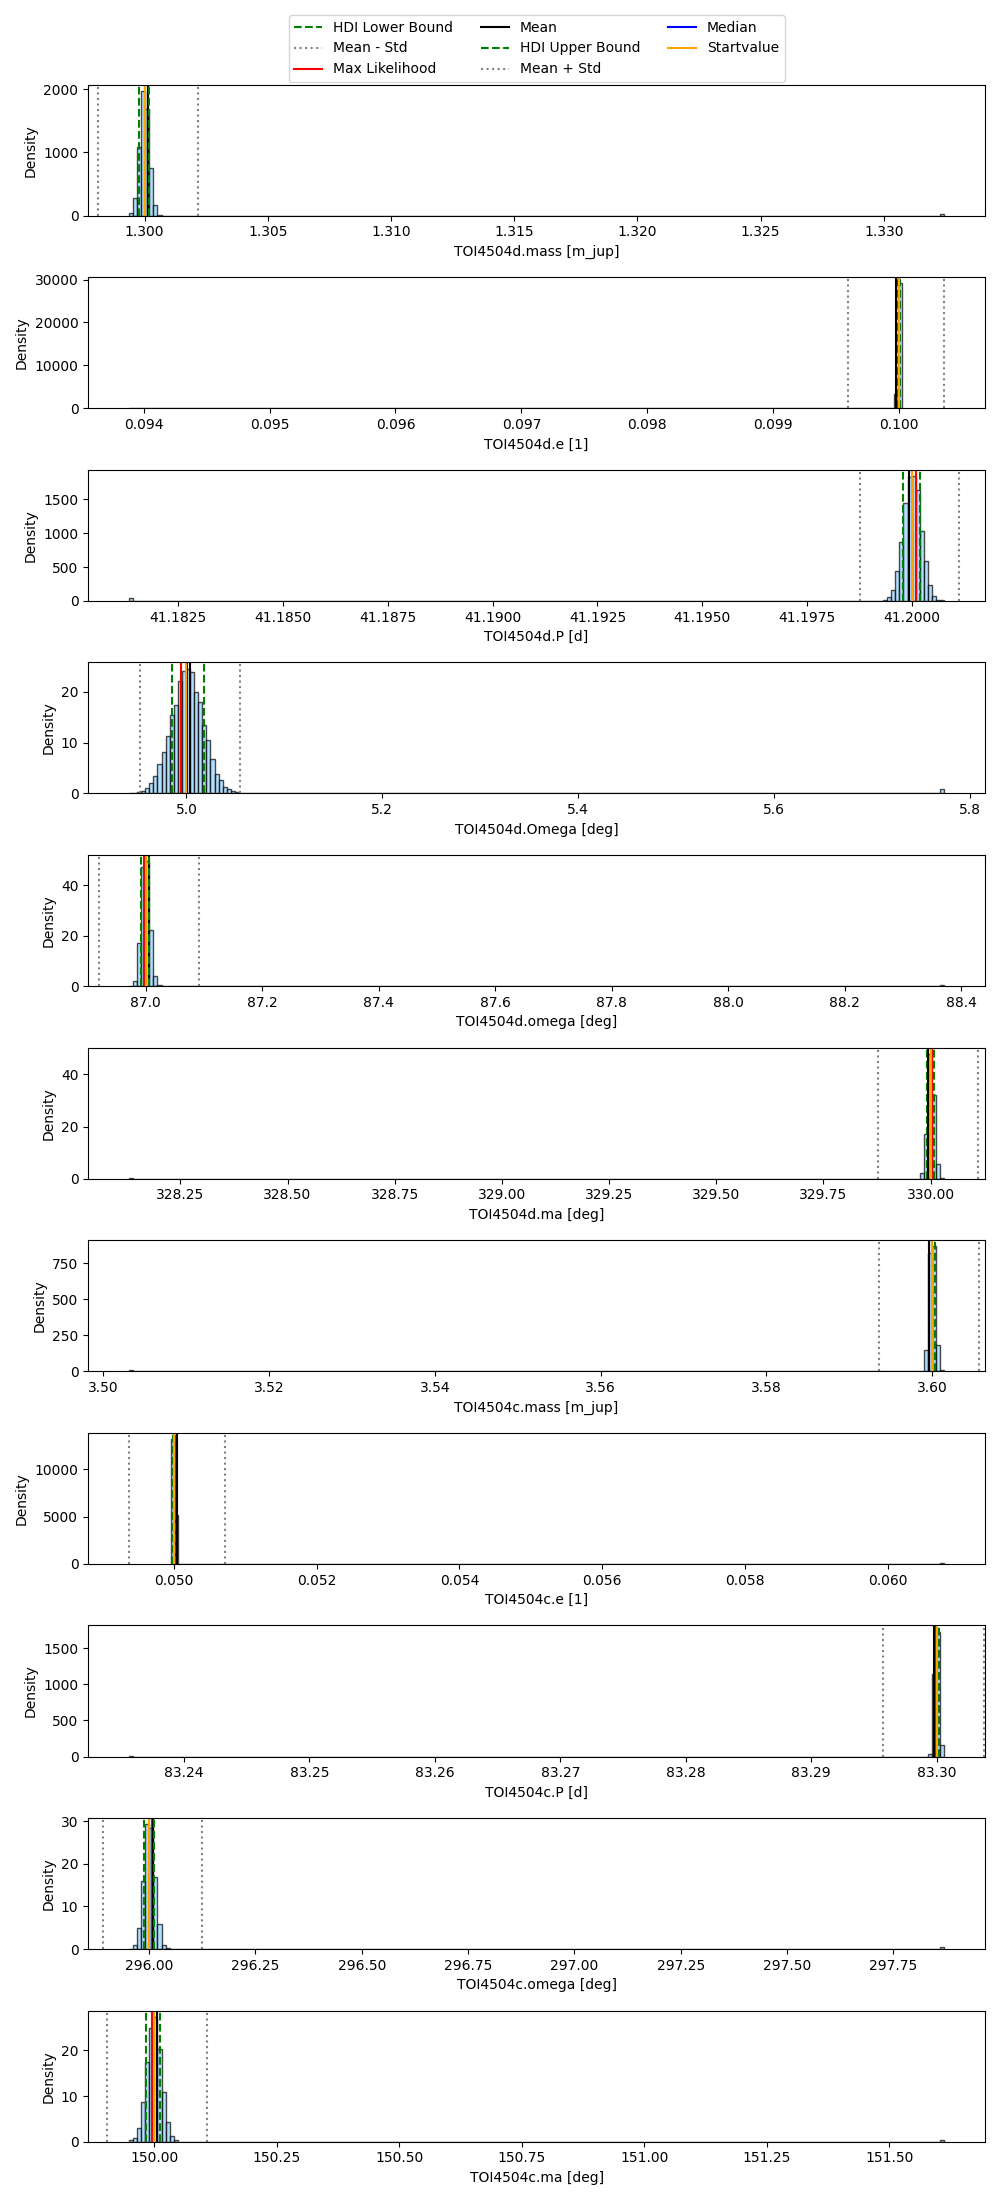 HDI Lower Bound Mean Median
Mean - Std HDI Upper Bound Startvalue
Max Likelihood Mean + Std
2000
1000
0
Density
1.300 1.305 1.310 1.315 1.320 1.325 1.330
TOI4504d.mass [m_jup]
30000
20000
10000
0
Density
0.094 0.095 0.096 0.097 0.098 0.099 0.100
TOI4504d.e [1]
1500
1000
500
0
Density
41.1825 41.1850 41.1875 41.1900 41.1925 41.1950 41.1975 41.2000
TOI4504d.P [d]
20
10
0
Density
5.0 5.2 5.4 5.6 5.8
TOI4504d.Omega [deg]
40
20
0
Density
87.0 87.2 87.4 87.6 87.8 88.0 88.2 88.4
TOI4504d.omega [deg]
40
20
0
Density
328.25 328.50 328.75 329.00 329.25 329.50 329.75 330.00
TOI4504d.ma [deg]
750
500
250
0
Density
3.50 3.52 3.54 3.56 3.58 3.60
TOI4504c.mass [m_jup]
10000
5000
0
Density
0.050 0.052 0.054 0.056 0.058 0.060
TOI4504c.e [1]
1500
1000
500
0
Density
83.24 83.25 83.26 83.27 83.28 83.29 83.30
TOI4504c.P [d]
30
20
10
0
Density
296.00 296.25 296.50 296.75 297.00 297.25 297.50 297.75
TOI4504c.omega [deg]
20
10
0
Density
150.00 150.25 150.50 150.75 151.00 151.25 151.50
TOI4504c.ma [deg]